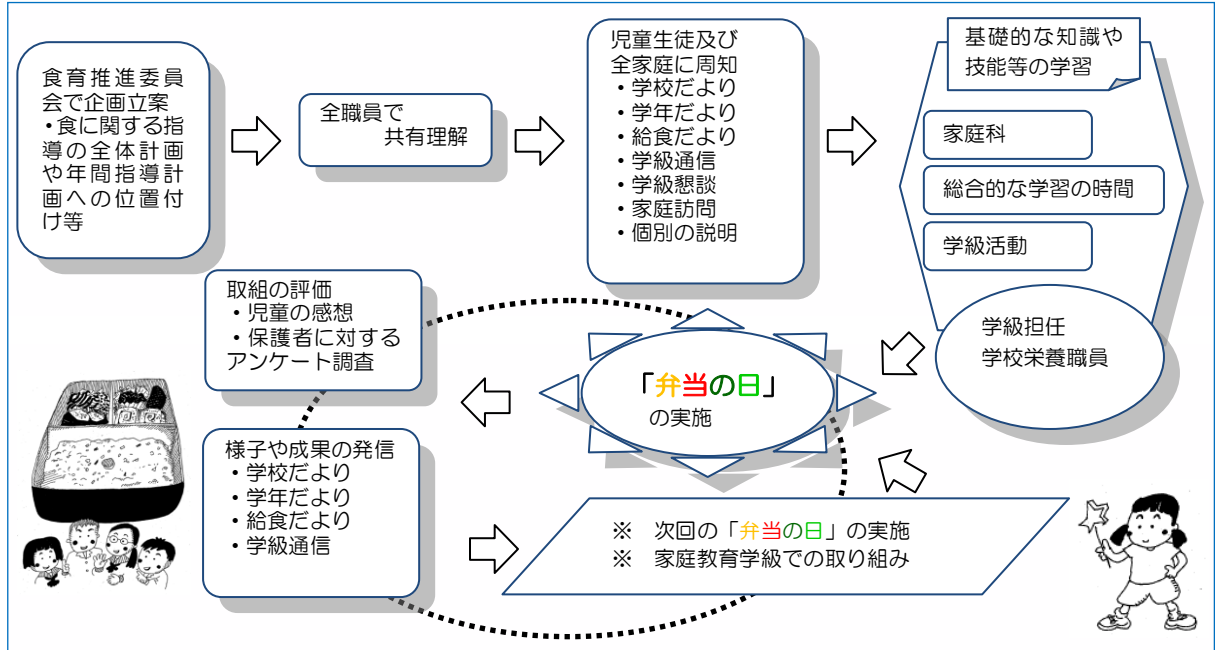 食育推進委員
会で企画立案
・食に関する指
導の全体計画
や年間指導計
画への位置付
け等
全職員で
共有理解
児童生徒及び
全家庭に周知
・学校だより
・学年だより
・給食だより
・学級通信
・学級懇談
・家庭訪問
・個別の説明
基礎的な知識や
技能等の学習
家庭科
総合的な学習の時間
学級活動
学級担任
学校栄養職員
「弁当の日」
の実施
取組の評価
・児童の感想
・保護者に対する
アンケート調査
様子や成果の発信
・学校だより
・学年だより
・給食だより
・学級通信
※ 次回の「弁当の日」の実施
※ 家庭教育学級での取り組み